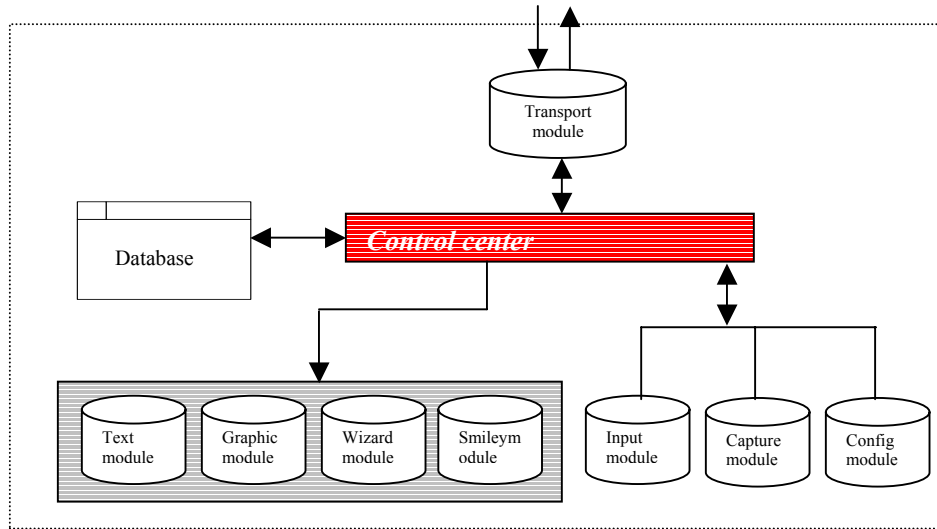 Transport
module
Control center
Database
Text
module
Graphic
module
Wizard
module
Smileym
odule
Input
module
Capture
module
Config
module